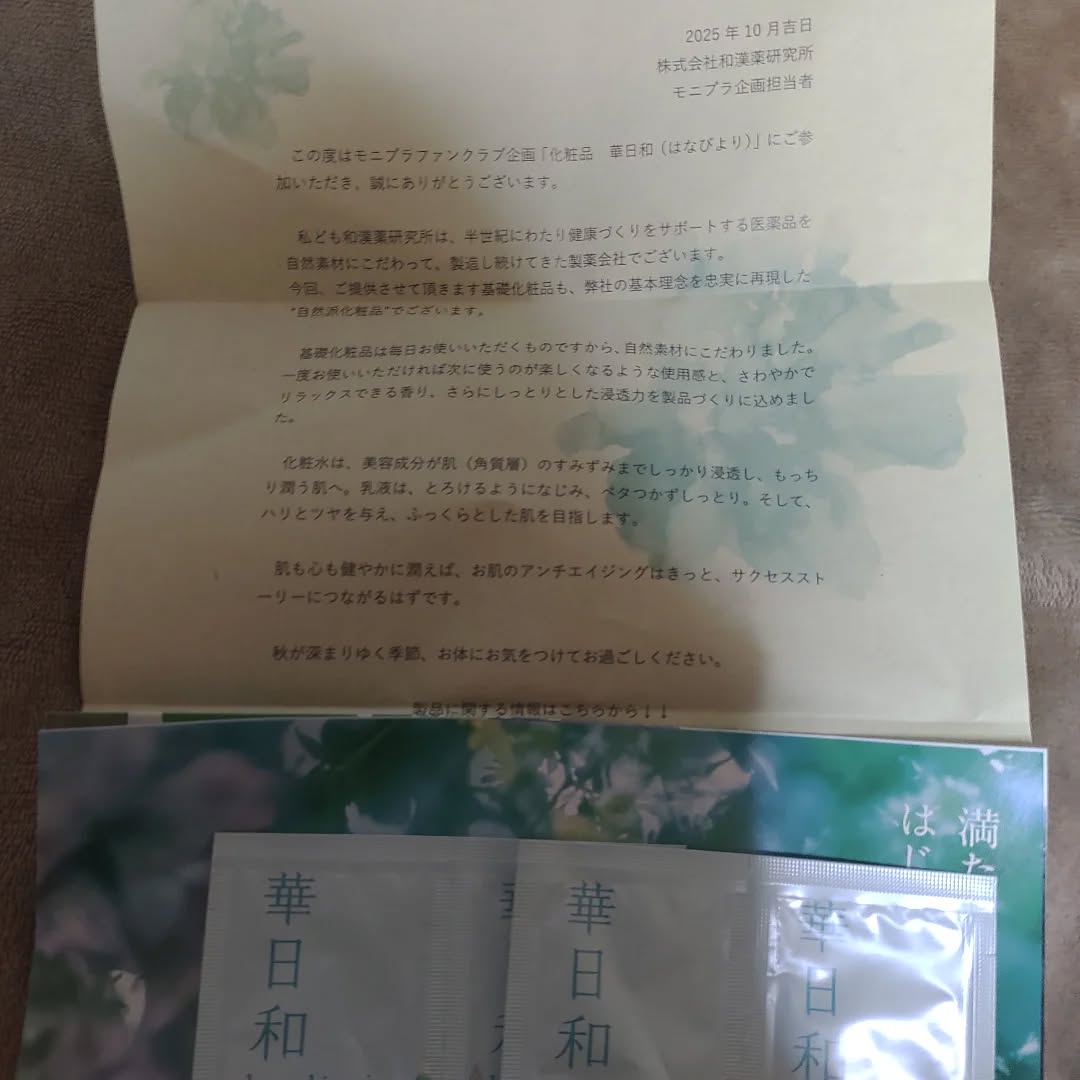 2025年10月吉日
株式会社和漢薬研究所
モニプラ企画担当者
この度はモニプラファンクラブ企画「化粧品　華日和（はなびより）」にご参
加いただき、誠にありがとうございます。
私ども和漢薬研究所は、半世紀にわたり健康づくりをサポートする医薬品を
自然素材にこだわって、製造し続けてきた製薬会社でございます。
今回、ご提供させて頂きます基礎化粧品も、弊社の基本理念を忠実に再現した
"自然派化粧品"でございます。
基礎化粧品は毎日お使いいただくものですから、自然素材にこだわりました。
一度お使いいただければ次に使うのが楽しくなるような使用感と、さわやかで
リラックスできる香り、さらにしっとりとした浸透力を製品づくりに込めまし
た。
化粧水は、美容成分が肌（角質層）のすみずみまでしっかり浸透し、もっち
り潤う肌へ。乳液は、とろけるようになじみ、ベタつかずしっとり。そして、
ハリとツヤを与え、ふっくらとした肌を目指します。
肌も心も健やかに潤えば、お肌のアンチエイジングはきっと、サクセススト
ーリーにつながるはずです。
秋が深まりゆく季節、お体にお気をつけてお過ごしください。
製品に関する情報はこちらから↓↓
満た
はじ
華日和
華日和
華日和